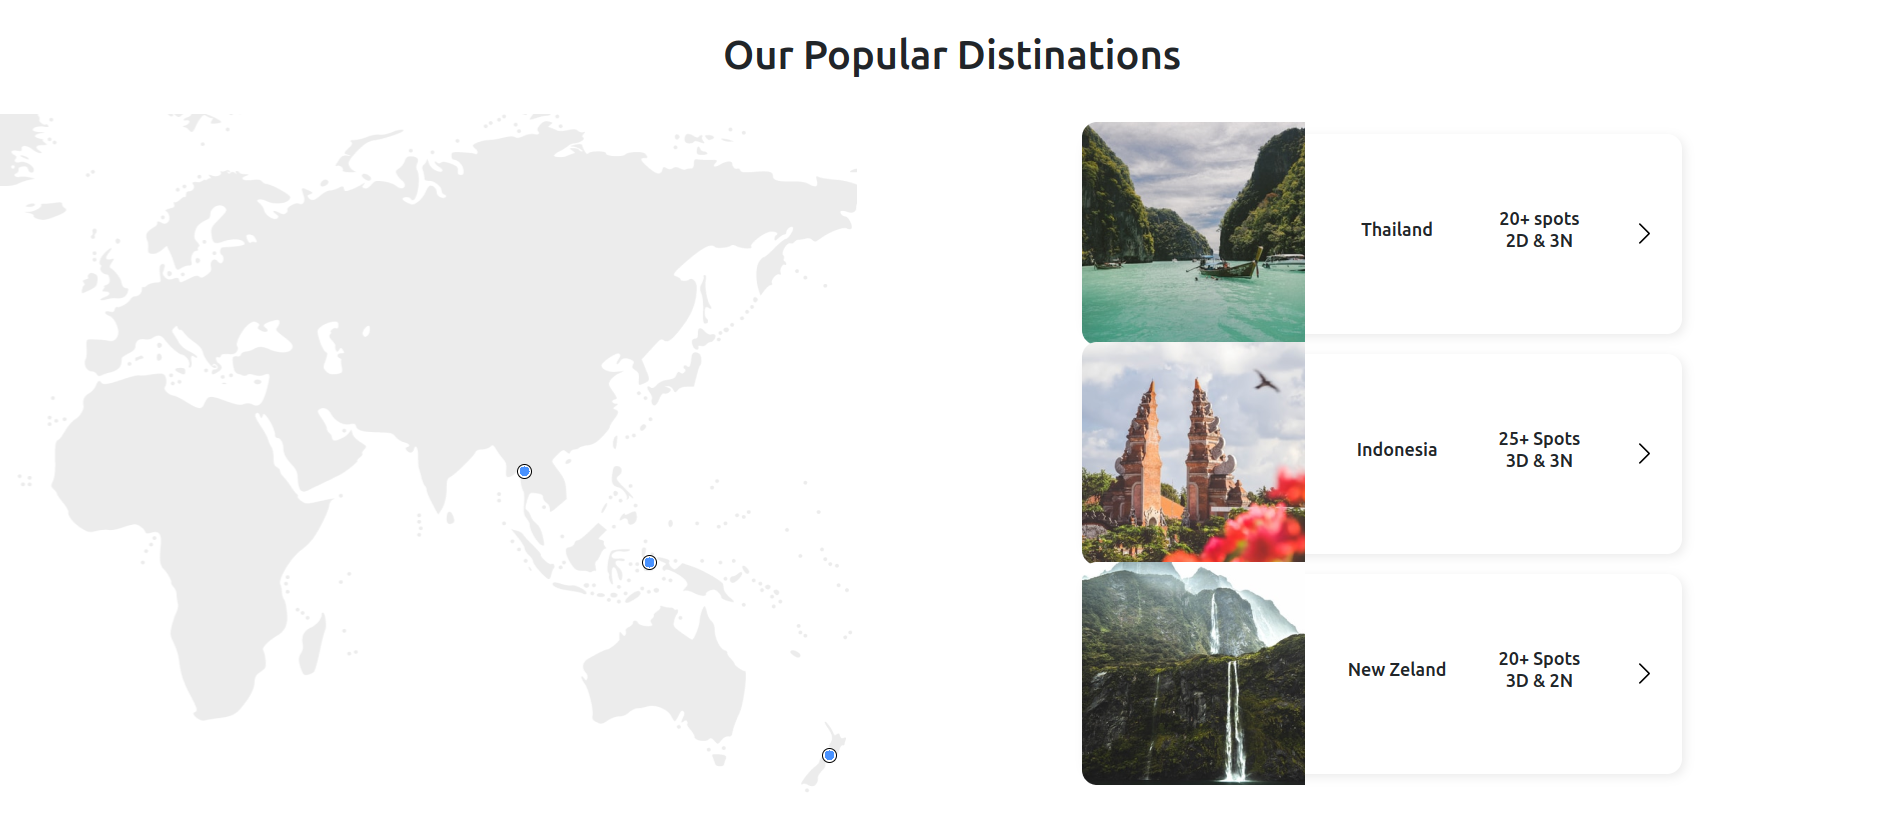 Our Popular Distinations
Thailand
20+ spots
2D & 3N
Indonesia
25+ Spots
3D & 3N
New Zeland
20+ Spots
3D & 2N